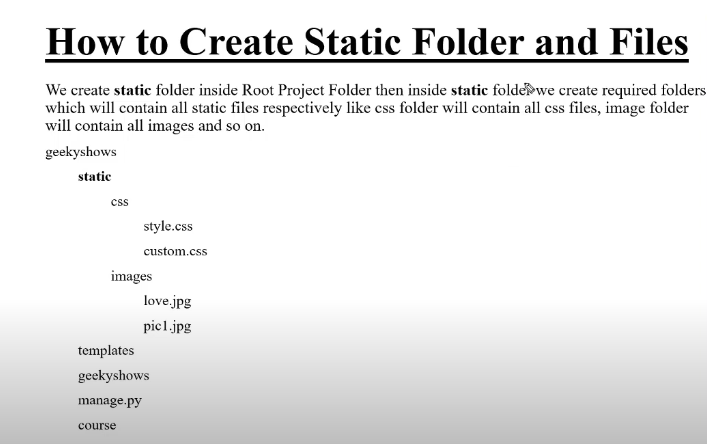 How to Create Static Folder and Files
We create static folder inside Root Project Folder then inside static folder we create required folders
which will contain all static files respectively like css folder will contain all css files, image folder
will contain all images and so on.
geekyshows
static
css
style.css
custom.css
images
love.jpg
pic1.jpg
templates
geekyshows
manage.py
course